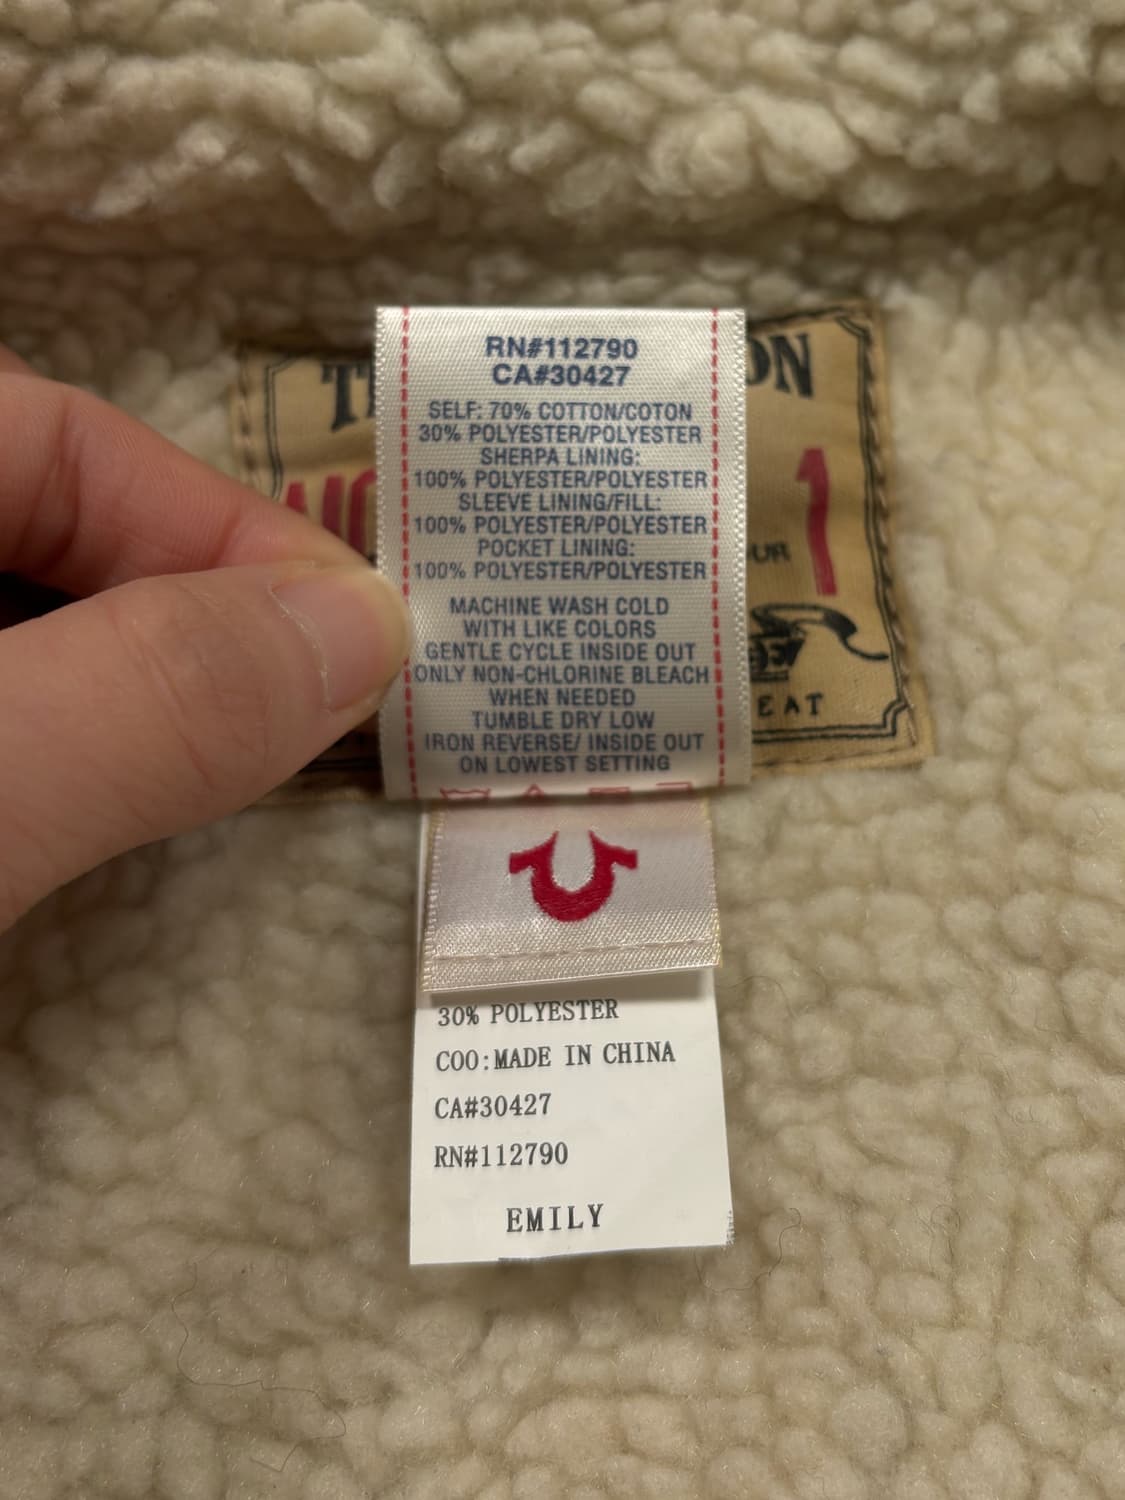 RN#112790
CA#30427
SELF: 70% COTTON/COTON
30% POLYESTER/POLYESTER
SHERPA LINING:
100% POLYESTER/POLYESTER
SLEEVE LINING/FILL:
100% POLYESTER/POLYESTER
POCKET LINING:
100% POLYESTER/POLYESTER
MACHINE WASH COLD
WITH LIKE COLORS
GENTLE CYCLE INSIDE OUT
ONLY NON-CHLORINE BLEACH
WHEN NEEDED
TUMBLE DRY LOW
IRON REVERSE/ INSIDE OUT
ON LOWEST SETTING
1
30% POLYESTER
COO:MADE IN CHINA
CA#30427
RN#112790
EMILY